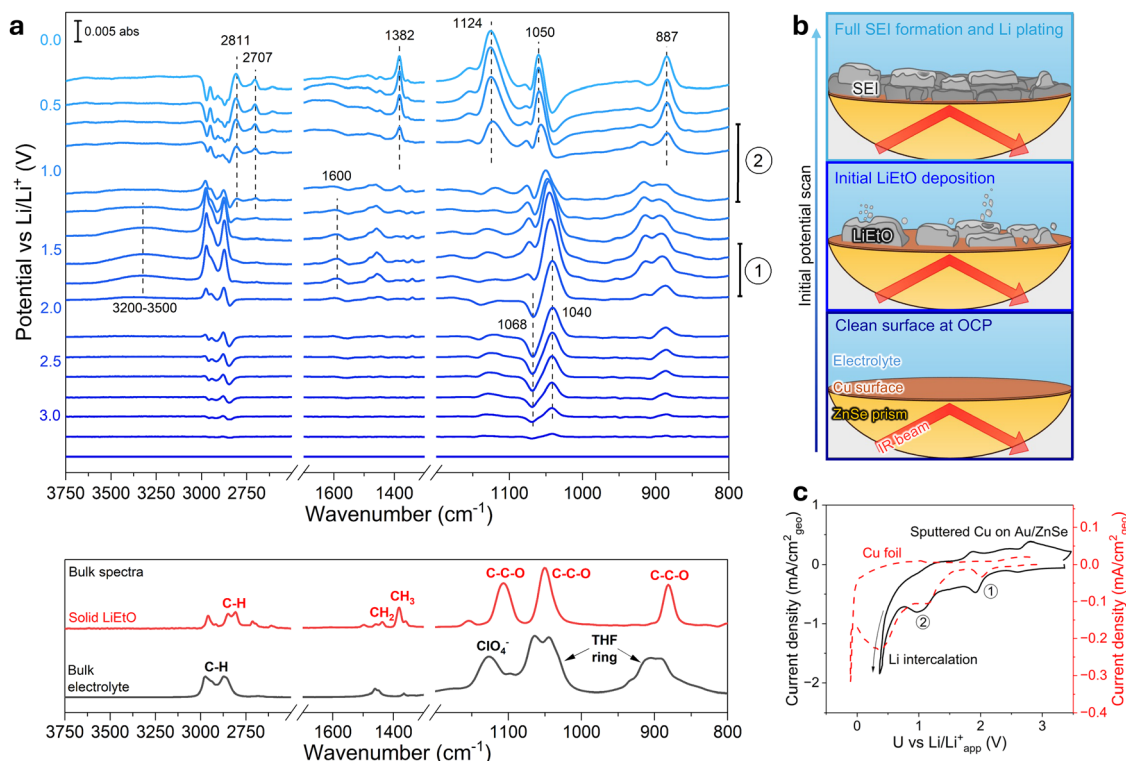 a
0.005 abs
0.0
0.5
1.0
1.5
2.0
2.5
3.0
Potential vs Li/Li⁺ (V)
2811
2707
1382
1124
1050
887
1600
3200-3500
1068
1040
②
①
3750 3500 3250 3000 2750 1600 1400 1100 1000 900 800
Wavenumber (cm⁻¹)
Bulk spectra
Solid LiEtO
Bulk
electrolyte
C-H
CH₂
CH₃
C-C-O
C-C-O
C-C-O
C-H
ClO₄⁻
THF
ring
3750 3500 3250 3000 2750 1600 1400 1100 1000 900 800
Wavenumber (cm⁻¹)
b
Initial potential scan
Full SEI formation and Li plating
SEI
Initial LiEtO deposition
LiEtO
Clean surface at OCP
Electrolyte
Cu surface
ZnSe prism
IR beam
c
Current density (mA/cm²geo)
1
0
−1
−2
Sputtered Cu on Au/ZnSe
Cu foil
①
②
Li intercalation
0.1
0.0
−0.1
−0.2
−0.3
−0.4
Current density (mA/cm²geo)
0 1 2 3
U vs Li/Li⁺app (V)